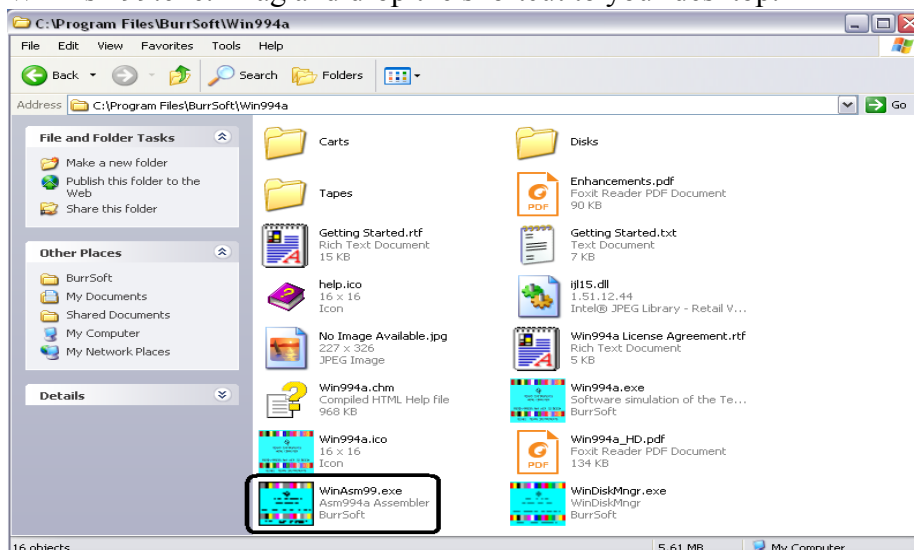 C:\Program Files\BurrSoft\Win994a
File Edit View Favorites Tools Help
Back Search Folders
Address C:\Program Files\BurrSoft\Win994a Go
File and Folder Tasks
Make a new folder
Publish this folder to the
Web
Share this folder
Other Places
BurrSoft
My Documents
Shared Documents
My Computer
My Network Places
Details
Carts
Disks
Tapes
Enhancements.pdf
Foxit Reader PDF Document
90 KB
Getting Started.rtf
Rich Text Document
15 KB
Getting Started.txt
Text Document
7 KB
help.ico
16 x 16
Icon
ijl15.dll
1.51.12.44
Intel® JPEG Library - Retail V...
No Image Available.jpg
227 x 326
JPEG Image
Win994a License Agreement.rtf
Rich Text Document
5 KB
Win994a.chm
Compiled HTML Help file
968 KB
Win994a.exe
Software simulation of the Te...
BurrSoft
Win994a.ico
16 x 16
Icon
Win994a_HD.pdf
Foxit Reader PDF Document
134 KB
WinAsm99.exe
Asm994a Assembler
BurrSoft
WinDiskMngr.exe
WinDiskMngr
BurrSoft
16 objects 5.61 MB My Computer